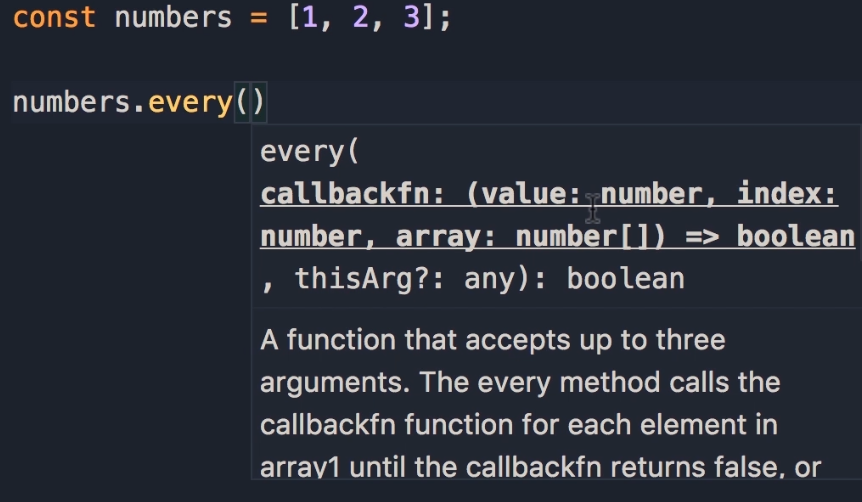 const numbers = [1, 2, 3];
numbers.every()
every(
callbackfn: (value: number, index:
number, array: number[]) => boolean
, thisArg?: any): boolean
A function that accepts up to three
arguments. The every method calls the
callbackfn function for each element in
array1 until the callbackfn returns false, or